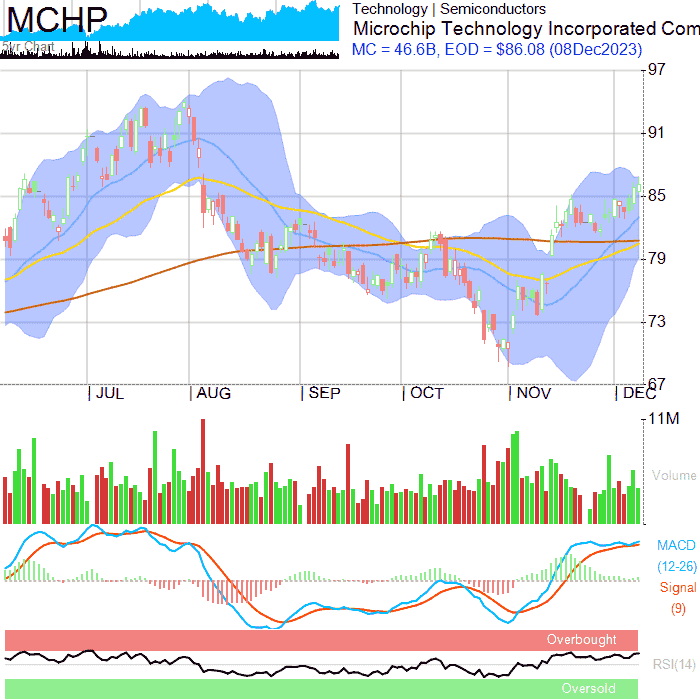 MCHP
5yr Chart
Technology | Semiconductors
Microchip Technology Incorporated Com
MC = 46.6B, EOD = $86.08 (08Dec2023)
97
91
85
79
73
67
JUL
AUG
SEP
OCT
NOV
DEC
11M
Volume
MACD
(12-26)
Signal
(9)
Overbought
RSI(14)
Oversold